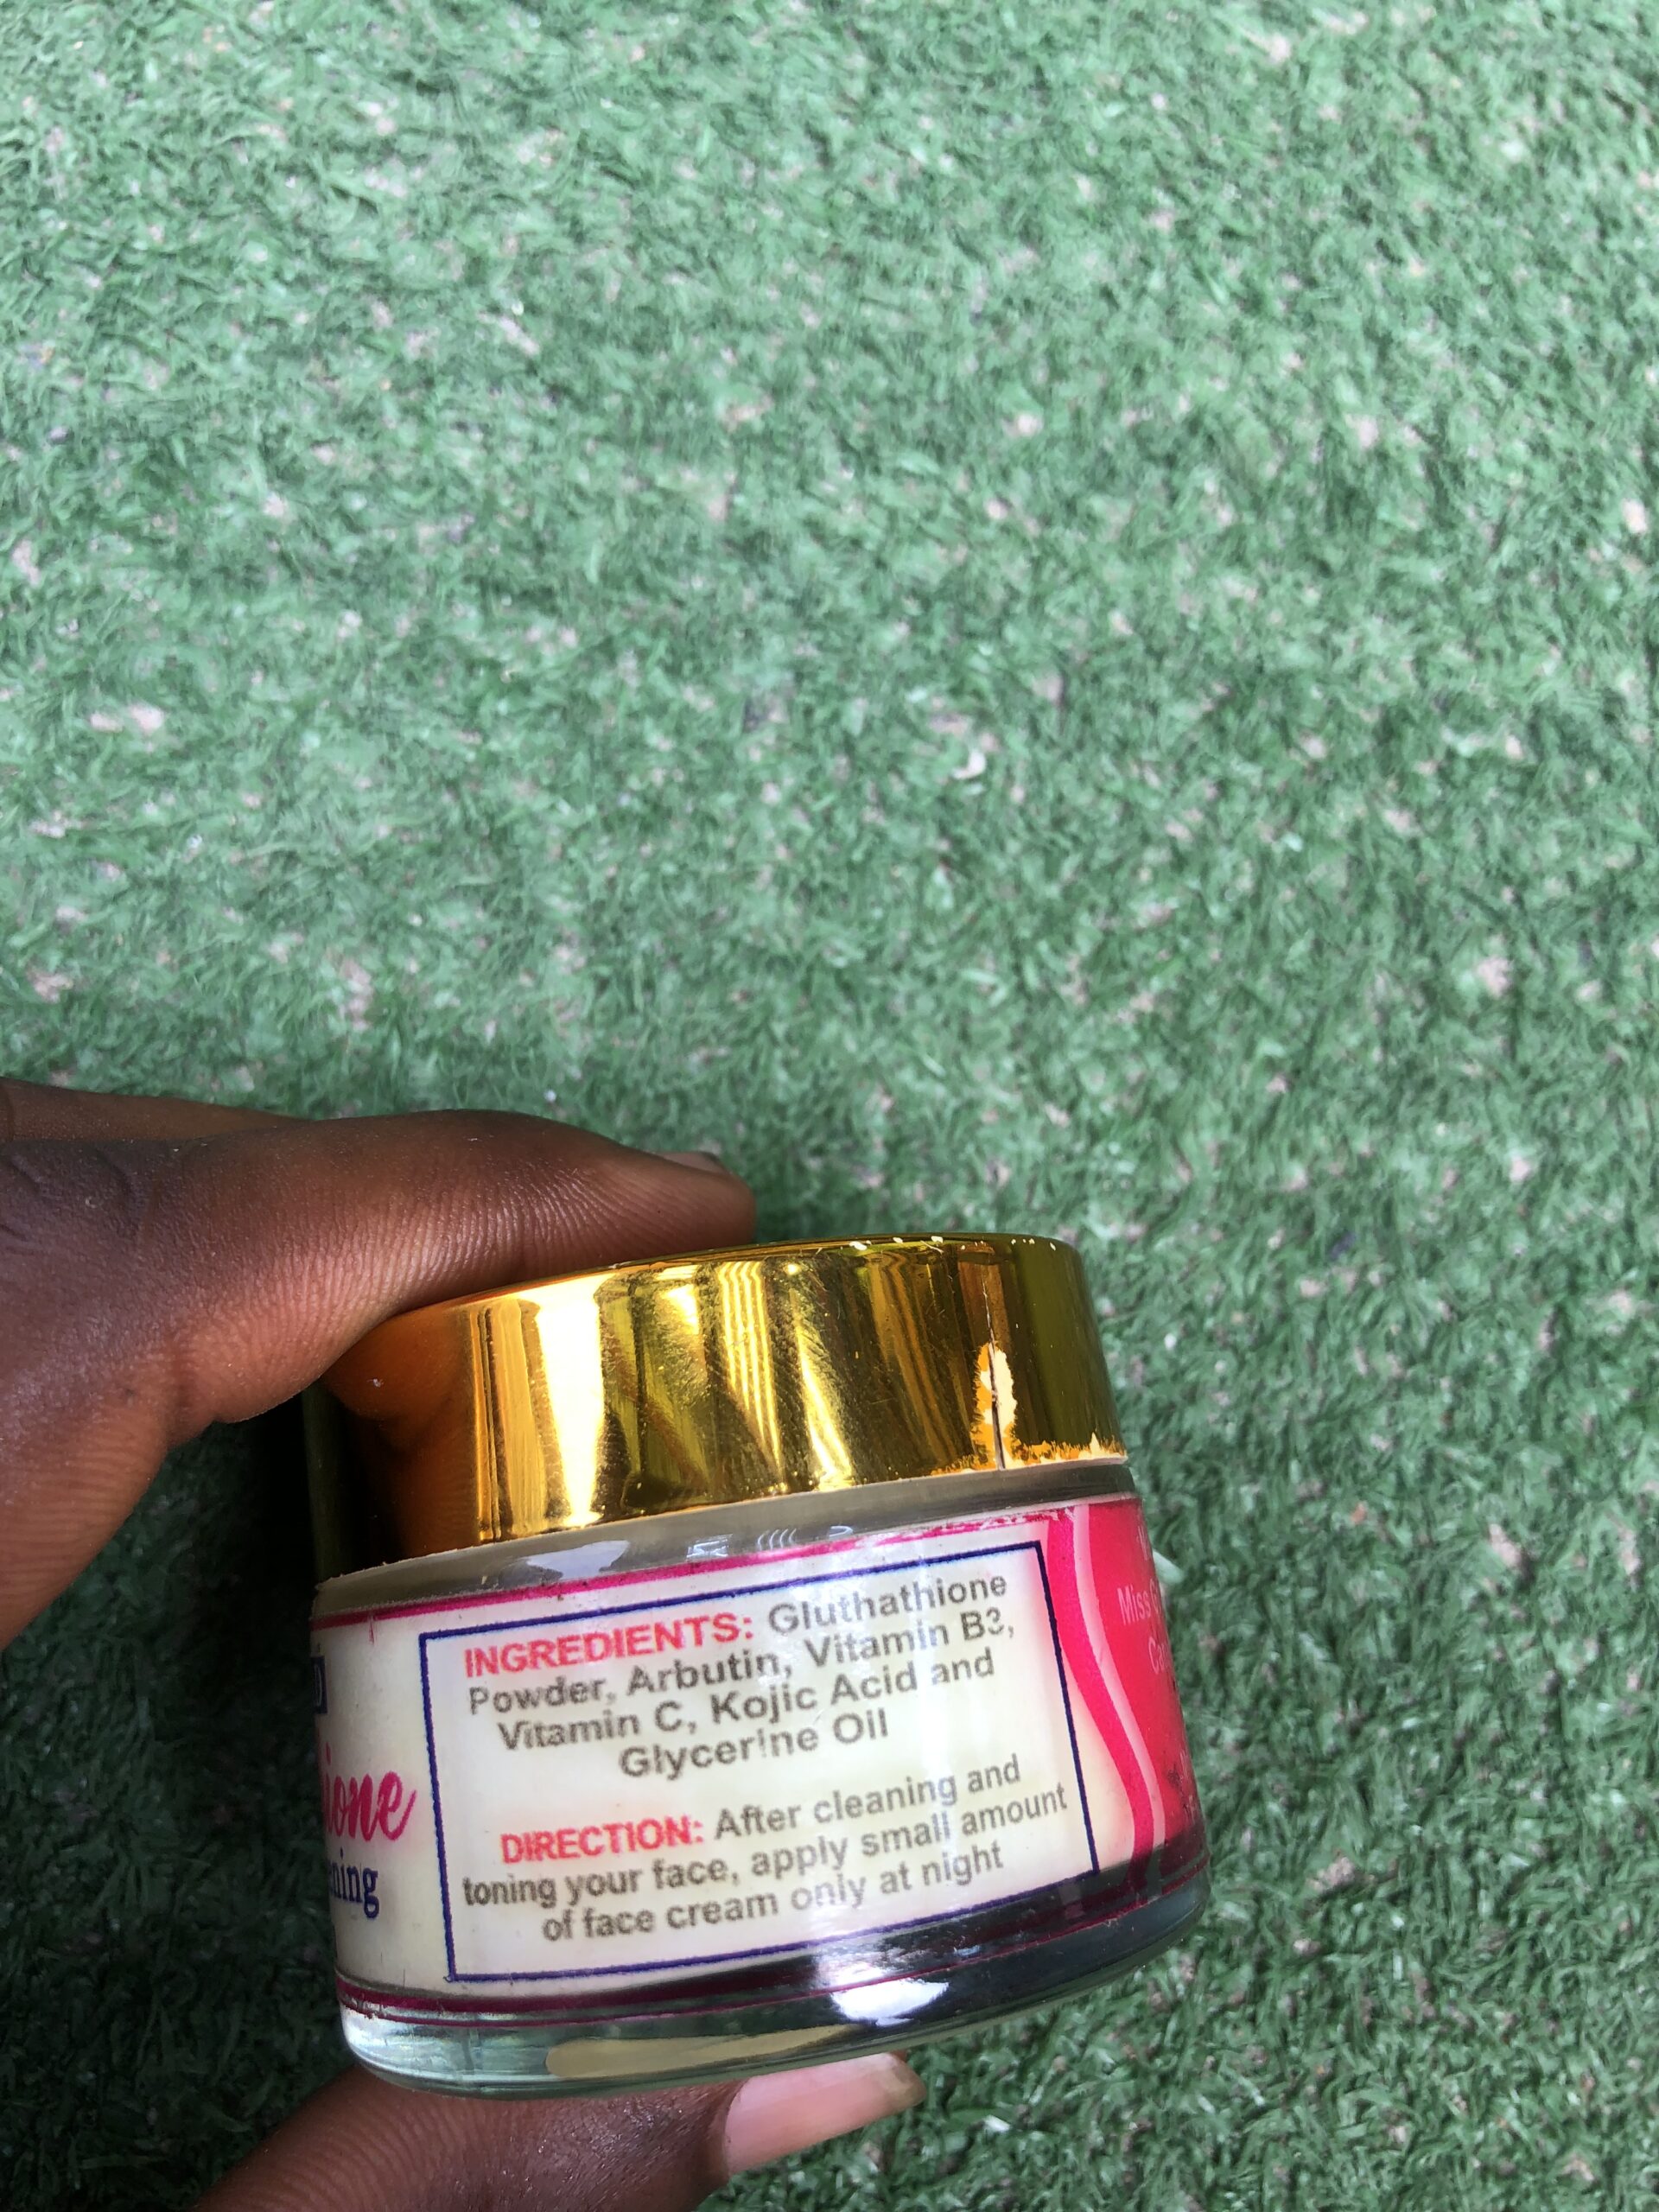 INGREDIENTS: Gluthathione
Powder, Arbutin, Vitamin B3,
Vitamin C, Kojic Acid and
Glycerine Oil
DIRECTION: After cleaning and
toning your face, apply small amount
of face cream only at night
Miss